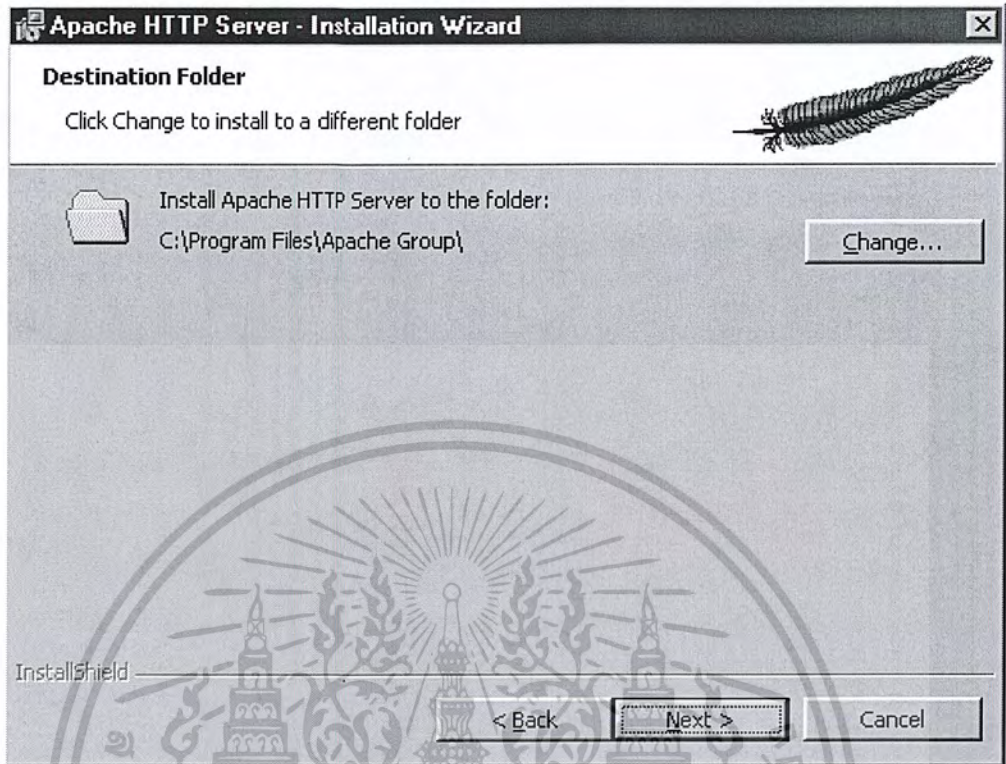 Apache HTTP Server - Installation Wizard
Destination Folder
Click Change to install to a different folder
Install Apache HTTP Server to the folder:
C:\Program Files\Apache Group\
Change...
InstallShield
< Back
Next >
Cancel